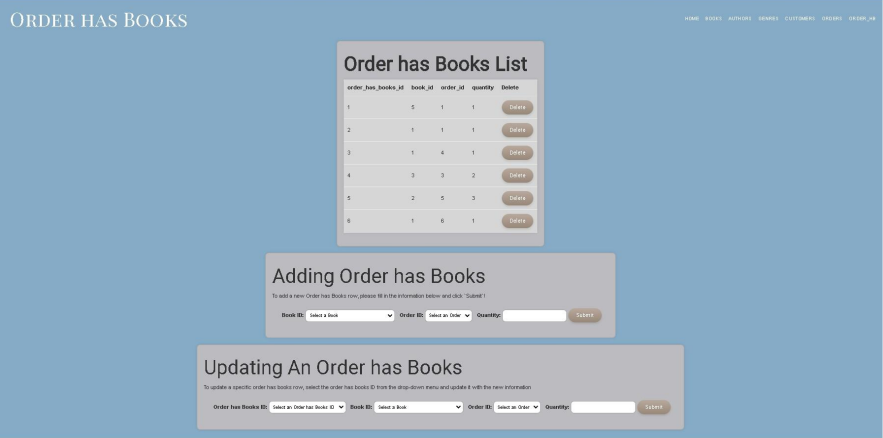 Order has Books
HOME BOOKS AUTHORS GENRES CUSTOMERS ORDERS ORDER_HB
Order has Books List
order_has_books_id book_id order_id quantity Delete
1 5 1 1 Delete
2 1 1 1 Delete
3 1 4 1 Delete
4 3 3 2 Delete
5 2 5 3 Delete
6 1 6 1 Delete
Adding Order has Books
To add a new Order has Books row, please fill in the information below and click 'Submit'!
Book ID: Select a Book Order ID: Select an Order Quantity: Submit
Updating An Order has Books
To update a specific order has books row, select the order has books ID from the drop-down menu and update it with the new information
Order has Books ID: Select an Order has Books ID Book ID: Select a Book Order ID: Select an Order Quantity: Submit